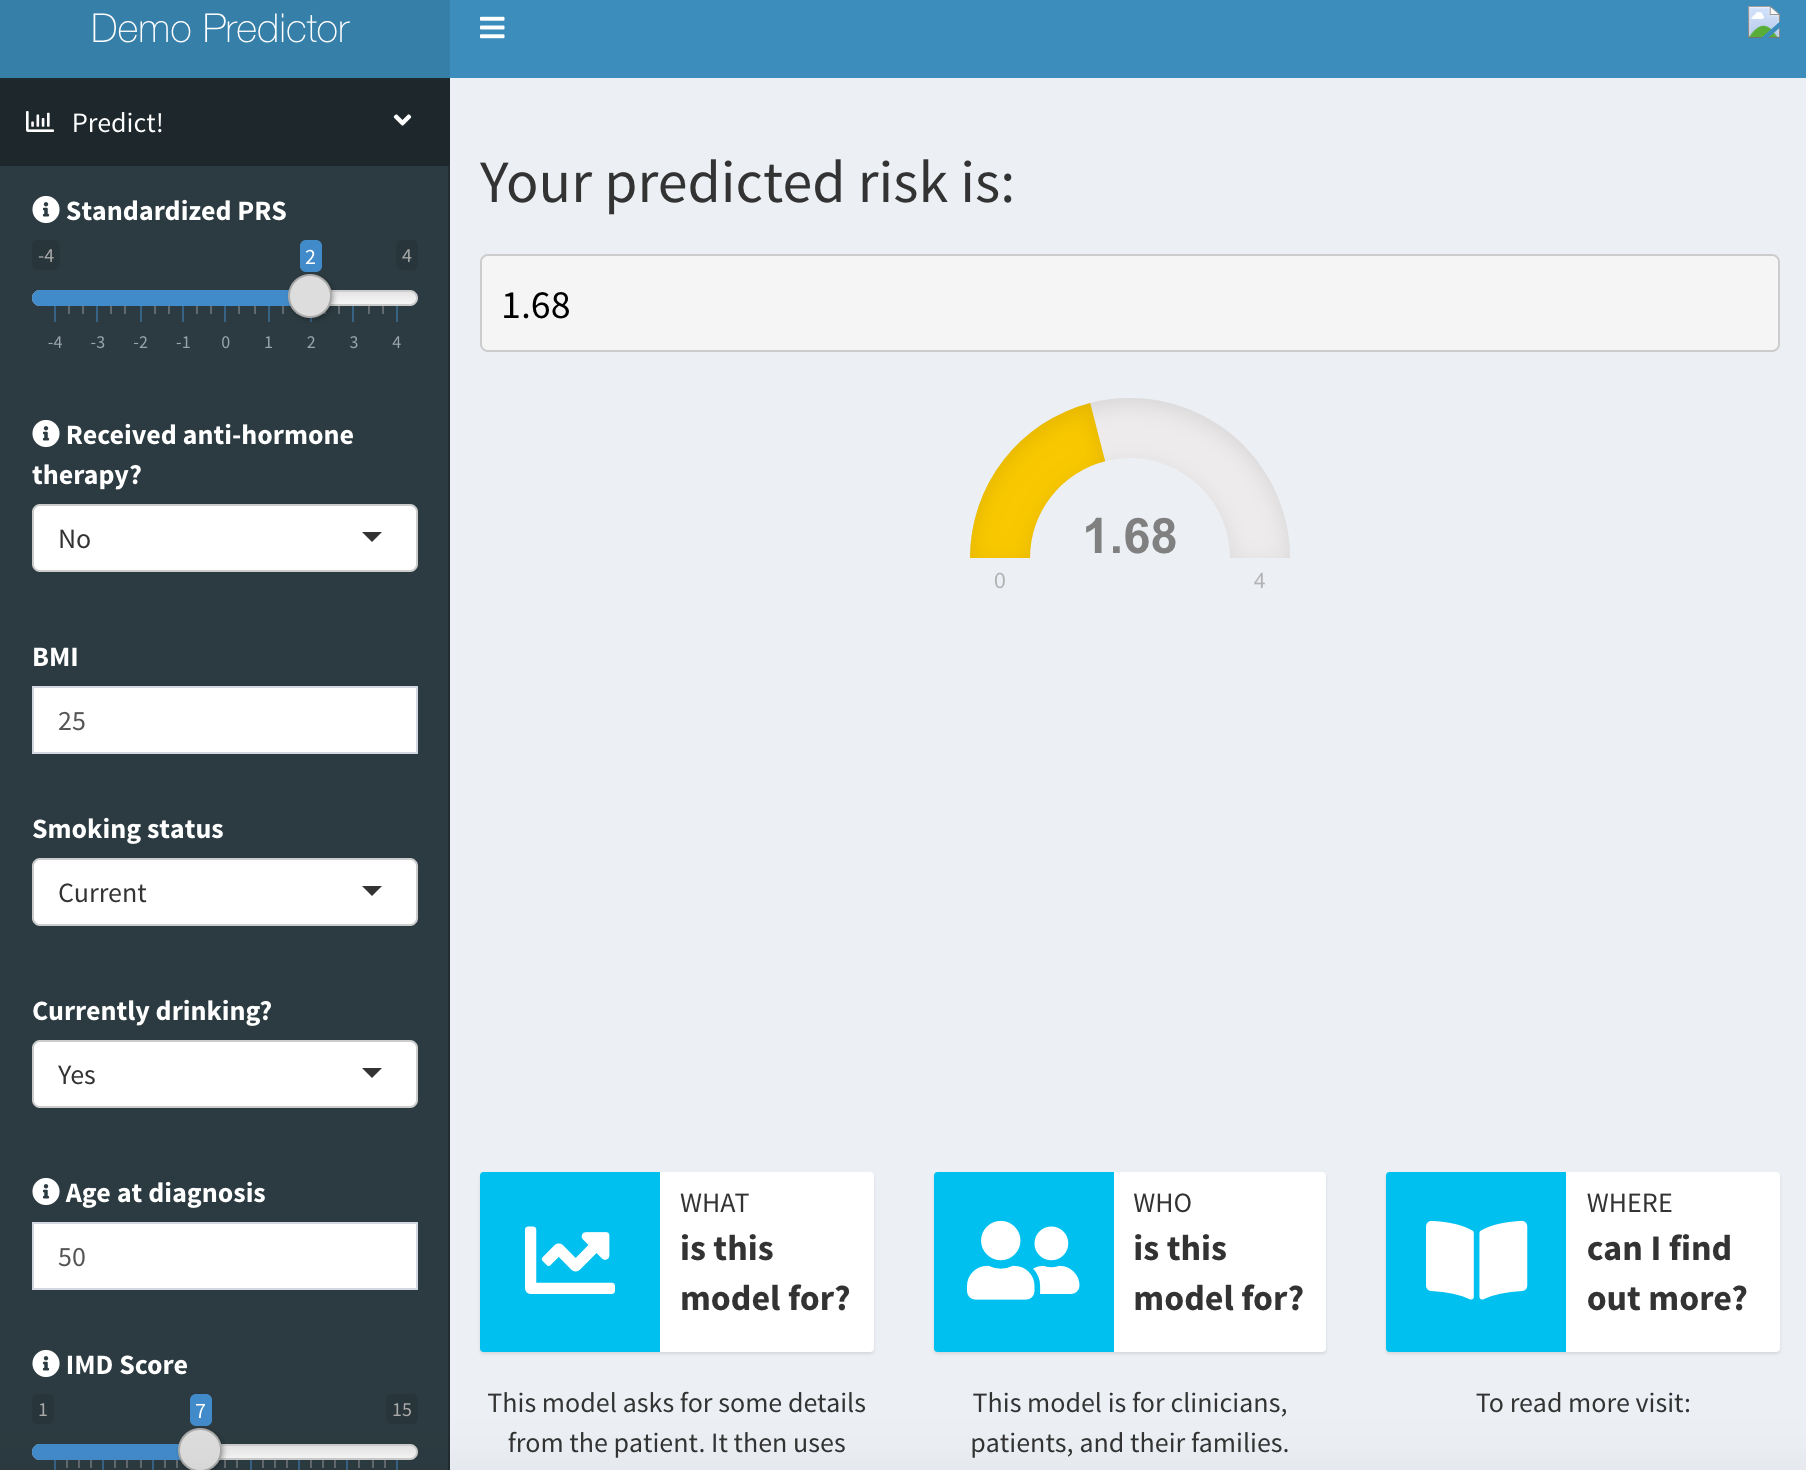 Demo Predictor
Predict!
Standardized PRS
-4 2 4
-4 -3 -2 -1 0 1 2 3 4
Received anti-hormone
therapy?
No
BMI
25
Smoking status
Current
Currently drinking?
Yes
Age at diagnosis
50
IMD Score
1 7 15
Your predicted risk is:
1.68
1.68
0 4
WHAT
is this
model for?
This model asks for some details
from the patient. It then uses
WHO
is this
model for?
This model is for clinicians,
patients, and their families.
WHERE
can I find
out more?
To read more visit: